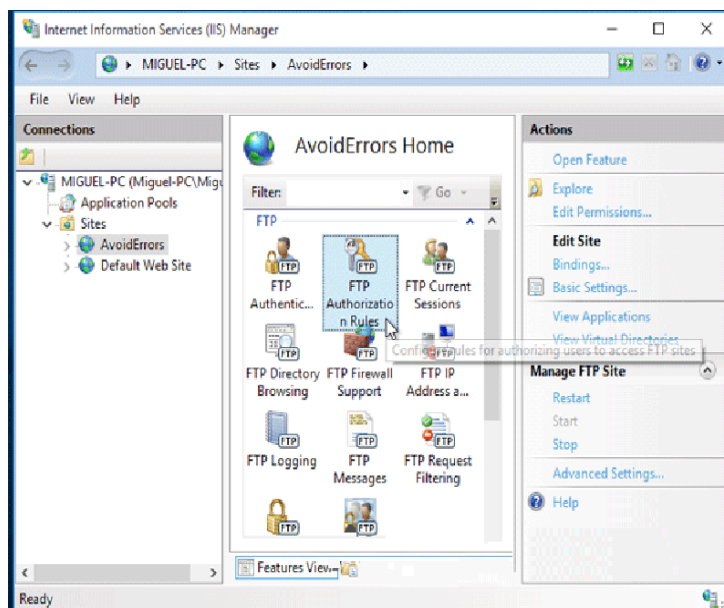 Internet Information Services (IIS) Manager
MIGUEL-PC
Sites
AvoidErrors
File View Help
Connections
MIGUEL-PC (Miguel-PC\Migu
Application Pools
Sites
AvoidErrors
Default Web Site
AvoidErrors Home
Filter:
Go
FTP
FTP
FTP
Authentic...
FTP
FTP
Authorizatio
n Rules
FTP
FTP Current
Sessions
FTP
FTP Directory
Browsing
FTP
FTP Firewall
Support
FTP
FTP IP
Address a...
Configure rules for authorizing users to access FTP sites
FTP
FTP Logging
FTP
FTP
Messages
FTP
FTP Request
Filtering
FTP
FTP
Features View
Actions
Open Feature
Explore
Edit Permissions...
Edit Site
Bindings...
Basic Settings...
View Applications
View Virtual Directories
Manage FTP Site
Restart
Start
Stop
Advanced Settings...
Help
Ready